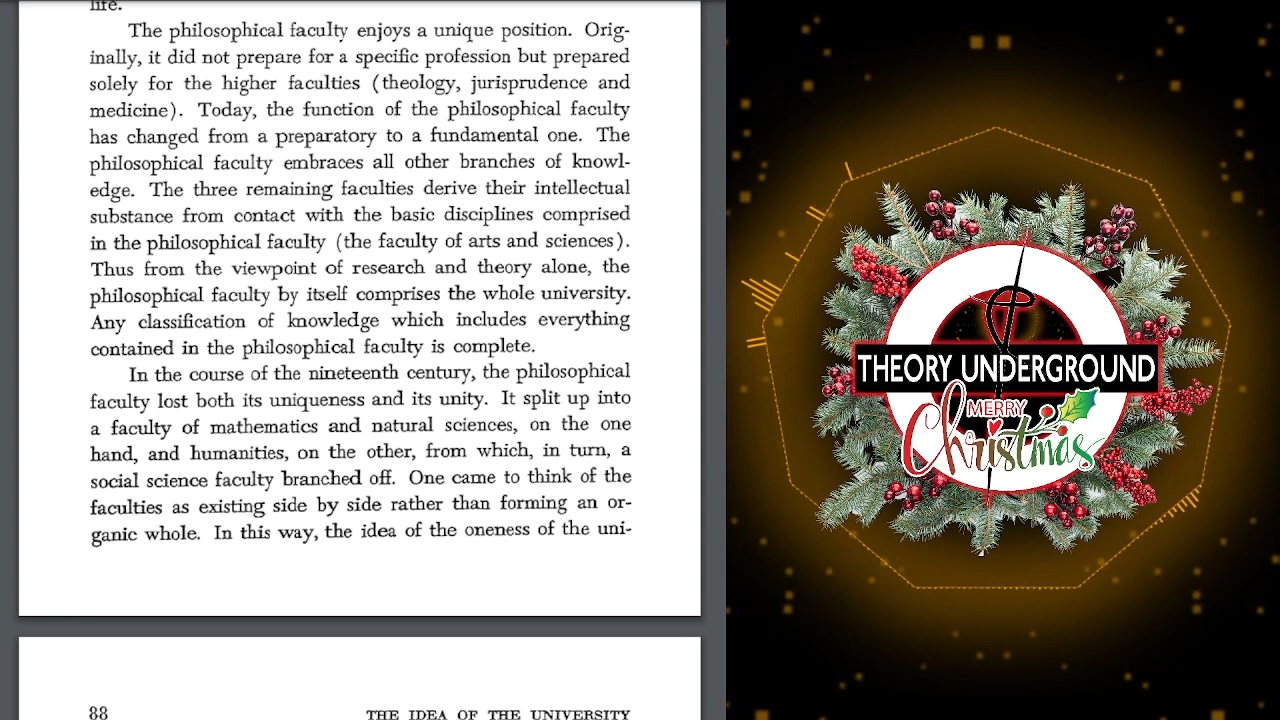 life.
The philosophical faculty enjoys a unique position. Orig-
inally, it did not prepare for a specific profession but prepared
solely for the higher faculties (theology, jurisprudence and
medicine). Today, the function of the philosophical faculty
has changed from a preparatory to a fundamental one. The
philosophical faculty embraces all other branches of knowl-
edge. The three remaining faculties derive their intellectual
substance from contact with the basic disciplines comprised
in the philosophical faculty (the faculty of arts and sciences).
Thus from the viewpoint of research and theory alone, the
philosophical faculty by itself comprises the whole university.
Any classification of knowledge which includes everything
contained in the philosophical faculty is complete.
In the course of the nineteenth century, the philosophical
faculty lost both its uniqueness and its unity. It split up into
a faculty of mathematics and natural sciences, on the one
hand, and humanities, on the other, from which, in turn, a
social science faculty branched off. One came to think of the
faculties as existing side by side rather than forming an or-
ganic whole. In this way, the idea of the oneness of the uni-
88 THE IDEA OF THE UNIVERSITY
THEORY UNDERGROUND
MERRY
Christmas